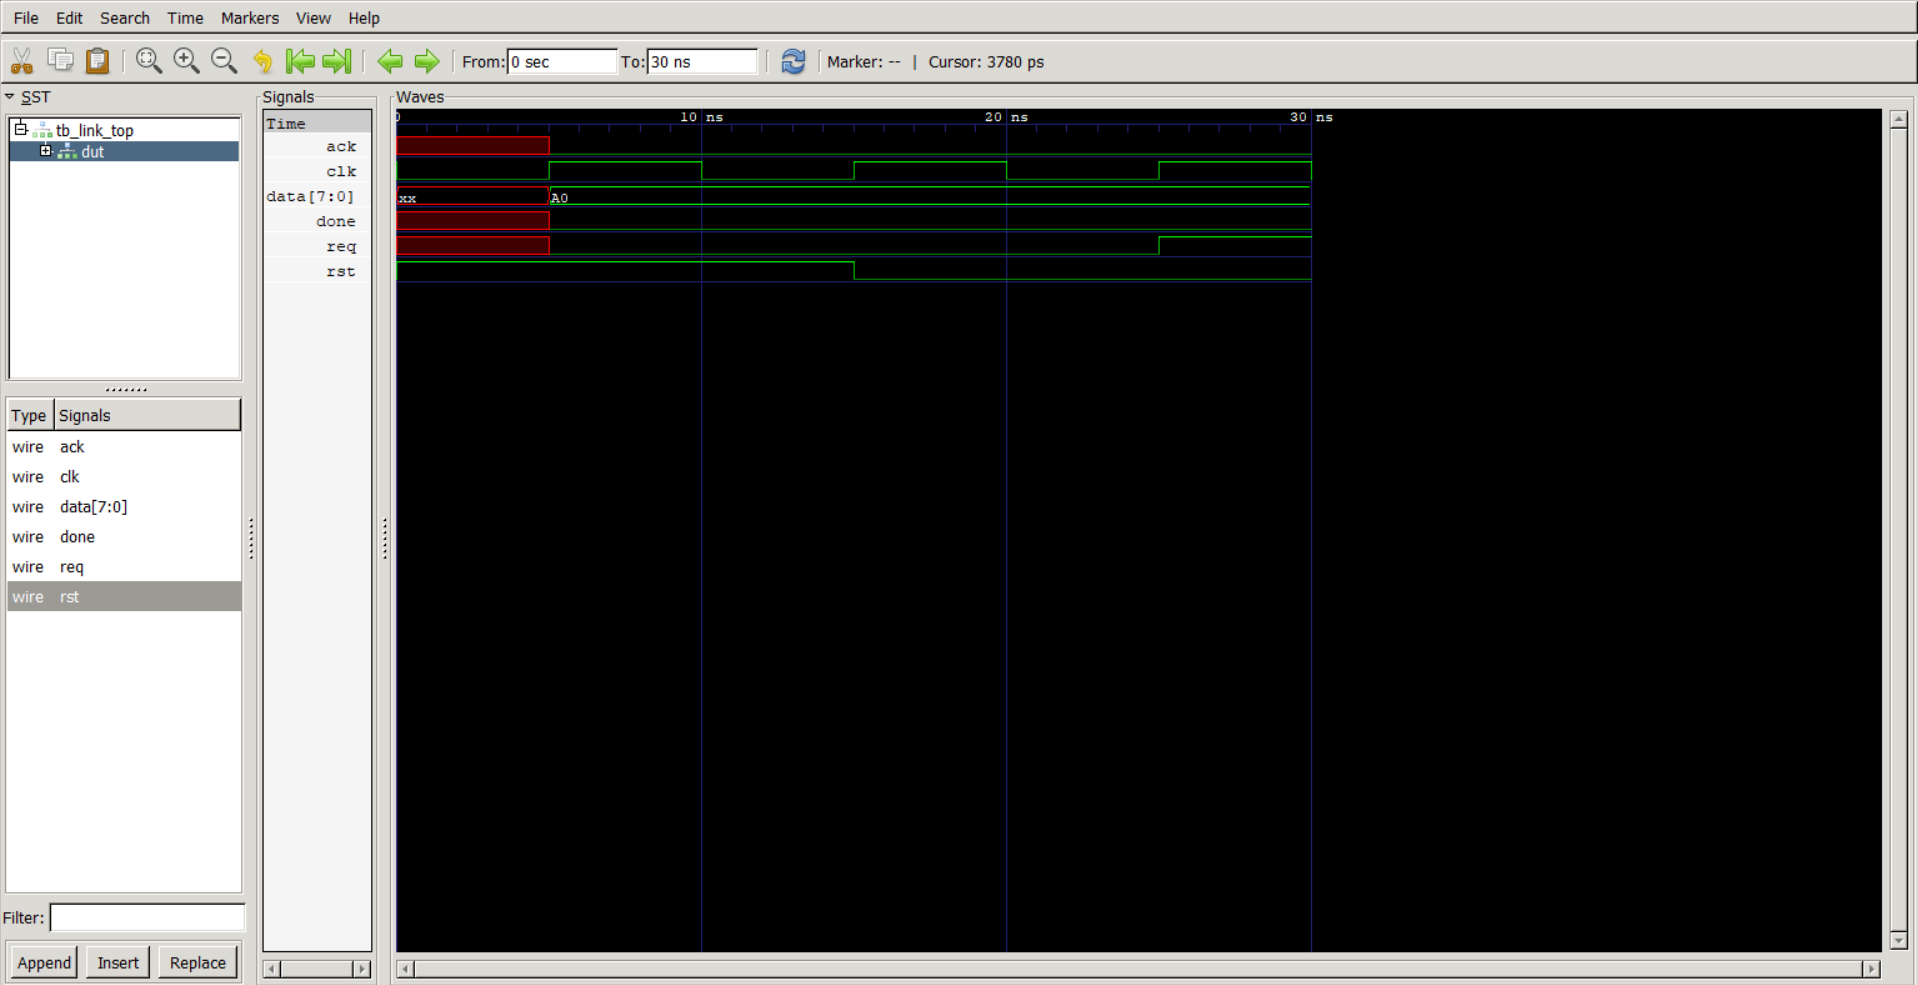 File Edit Search Time Markers View Help
From: 0 sec To: 30 ns Marker: -- | Cursor: 3780 ps
SST
tb_link_top
dut
Type Signals
wire ack
wire clk
wire data[7:0]
wire done
wire req
wire rst
Filter:
Append Insert Replace
Signals
Time
ack
clk
data[7:0]
done
req
rst
Waves
0 10 ns 20 ns 30 ns
xx A0